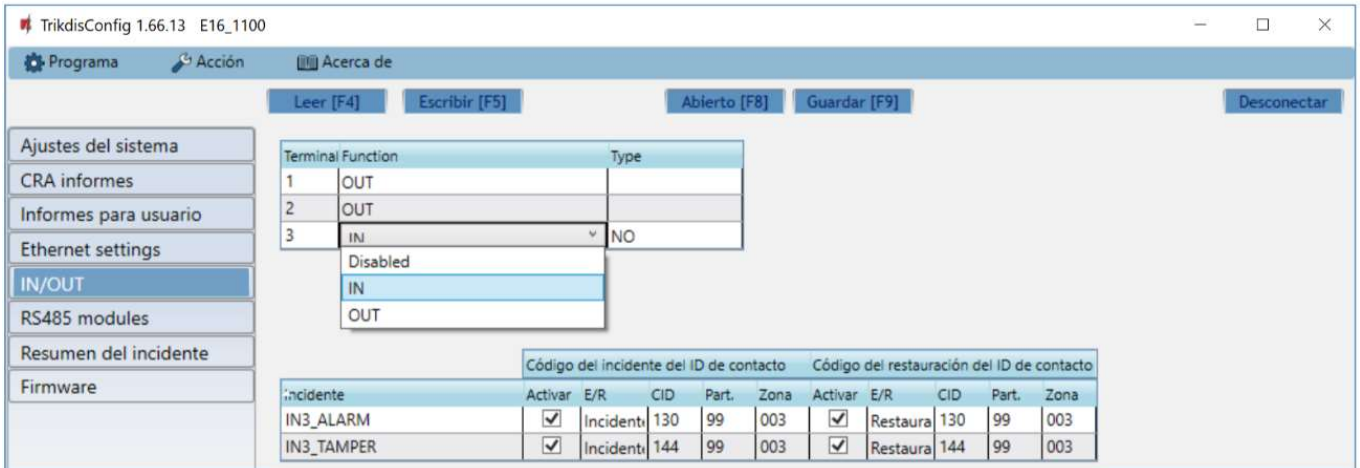 TrikdisConfig 1.66.13 E16_1100
Programa Acción Acerca de
Leer [F4] Escribir [F5] Abierto [F8] Guardar [F9] Desconectar
Ajustes del sistema
CRA informes
Informes para usuario
Ethernet settings
IN/OUT
RS485 modules
Resumen del incidente
Firmware
Terminal Function Type
1 OUT
2 OUT
3 IN NO
Disabled
IN
OUT
Código del incidente del ID de contacto Código del restauración del ID de contacto
Incidente Activar E/R CID Part. Zona Activar E/R CID Part. Zona
IN3_ALARM Incidente 130 99 003 Restaura 130 99 003
IN3_TAMPER Incidente 144 99 003 Restaura 144 99 003